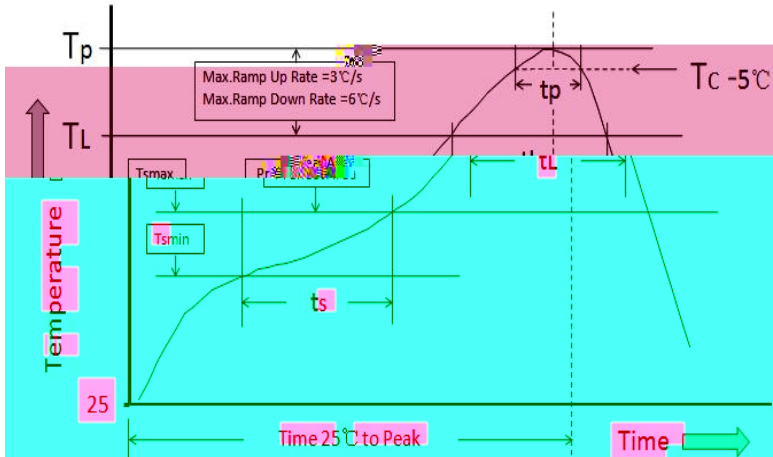 Tp
Max.Ramp Up Rate =3℃/s
Max.Ramp Down Rate =6℃/s
tp
TC -5℃
TL
tL
Tsmax
Tsmin
ts
Temperature
25
Time 25℃ to Peak
Time